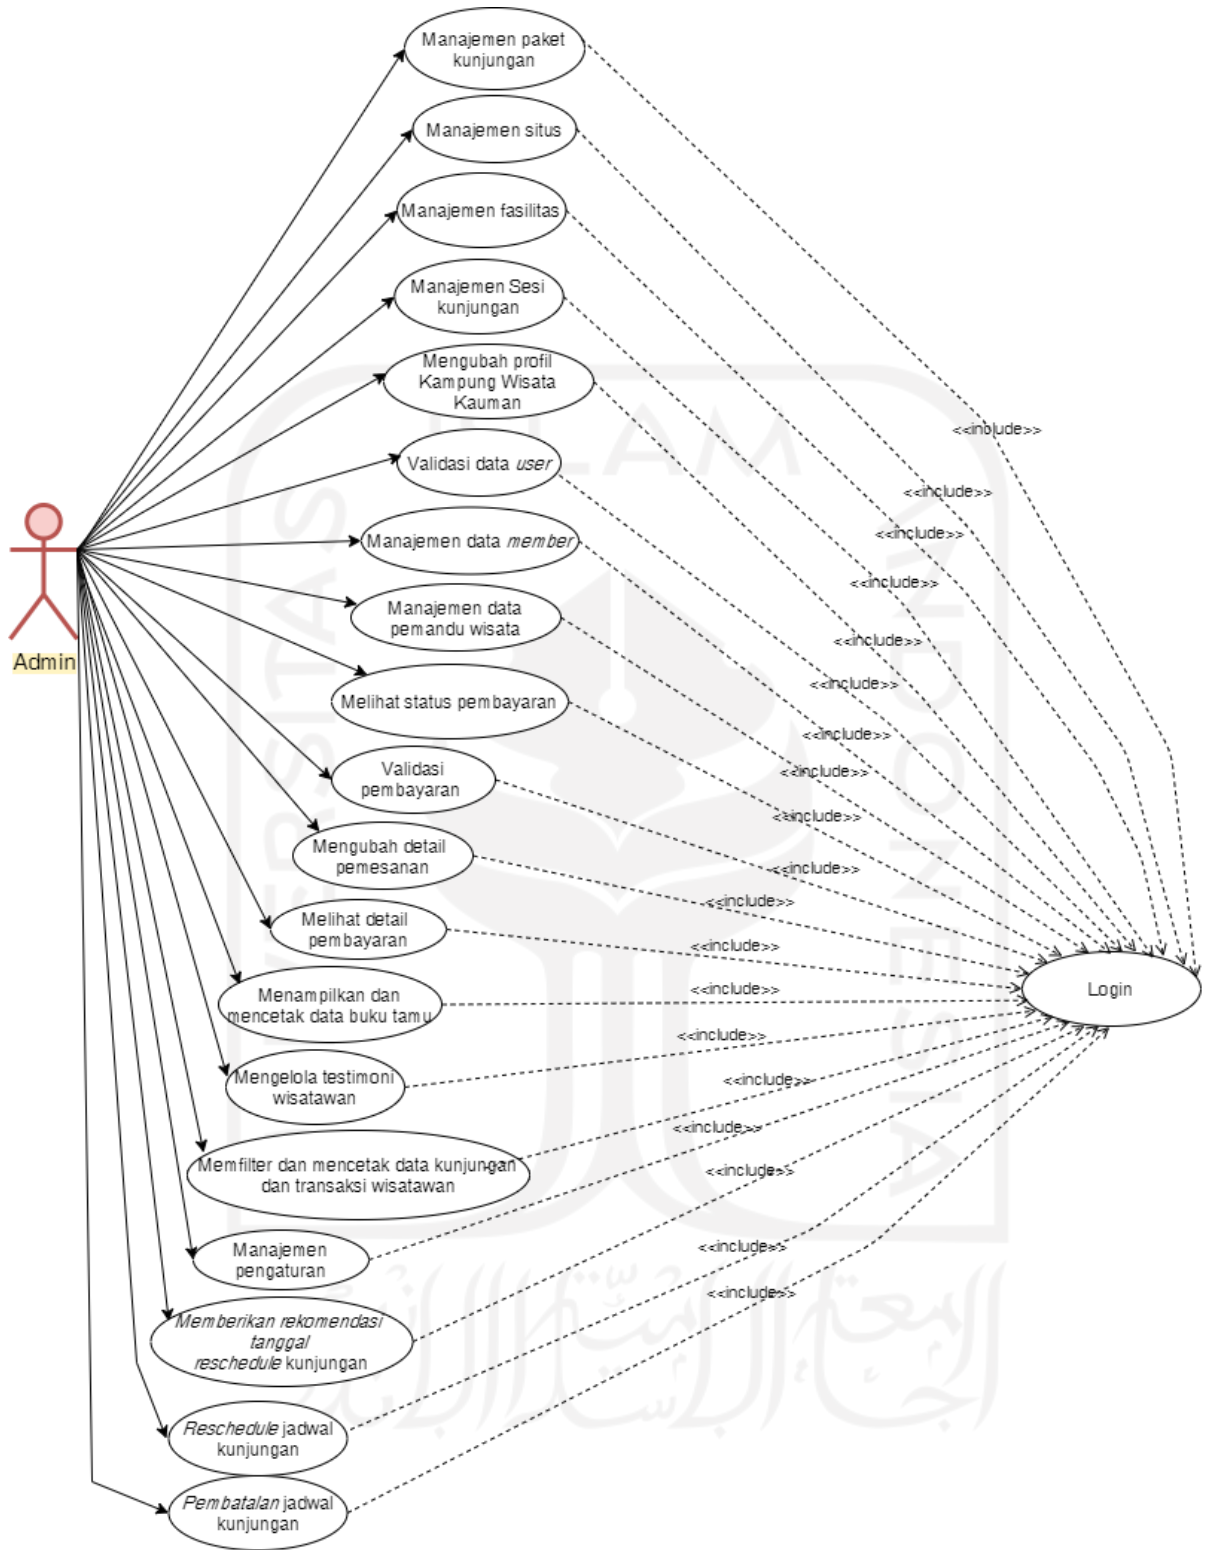 Manajemen paket
kunjungan
Manajemen situs
Manajemen fasilitas
Manajemen Sesi
kunjungan
Mengubah profil
Kampung Wisata
Kauman
<<include>>
Validasi data user
<<include>>
Manajemen data member
<<include>>
<<include>>
Manajemen data
pemandu wisata
<<include>>
Admin
<<include>>
Melihat status pembayaran
<<include>>
Validasi
pembayaran
<<include>>
<<include>>
Mengubah detail
pemesanan
<<include>>
Melihat detail
pembayaran
<<include>>
<<include>>
Menampilkan dan
mencetak data buku tamu
<<include>>
Login
<<include>>
Mengelola testimoni
wisatawan
<<include>>
<<include>>
Memfilter dan mencetak data kunjungan
dan transaksi wisatawan
<<include>>
Manajemen
pengaturan
<<include>>
<<include>>
Memberikan rekomendasi
tanggal
reschedule kunjungan
Reschedule jadwal
kunjungan
Pembatalan jadwal
kunjungan
UNIVERSITAS
ISLAM
INDONESIA